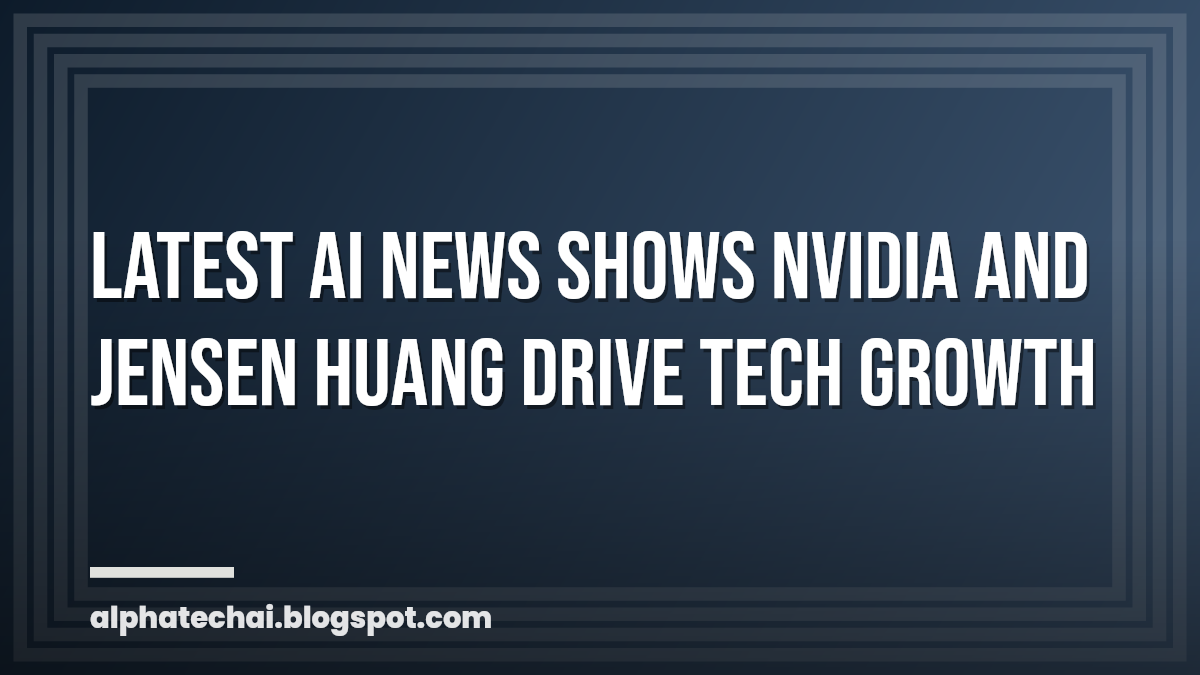 LATEST AI NEWS SHOWS NVIDIA AND
JENSEN HUANG DRIVE TECH GROWTH
alphatechai.blogspot.com